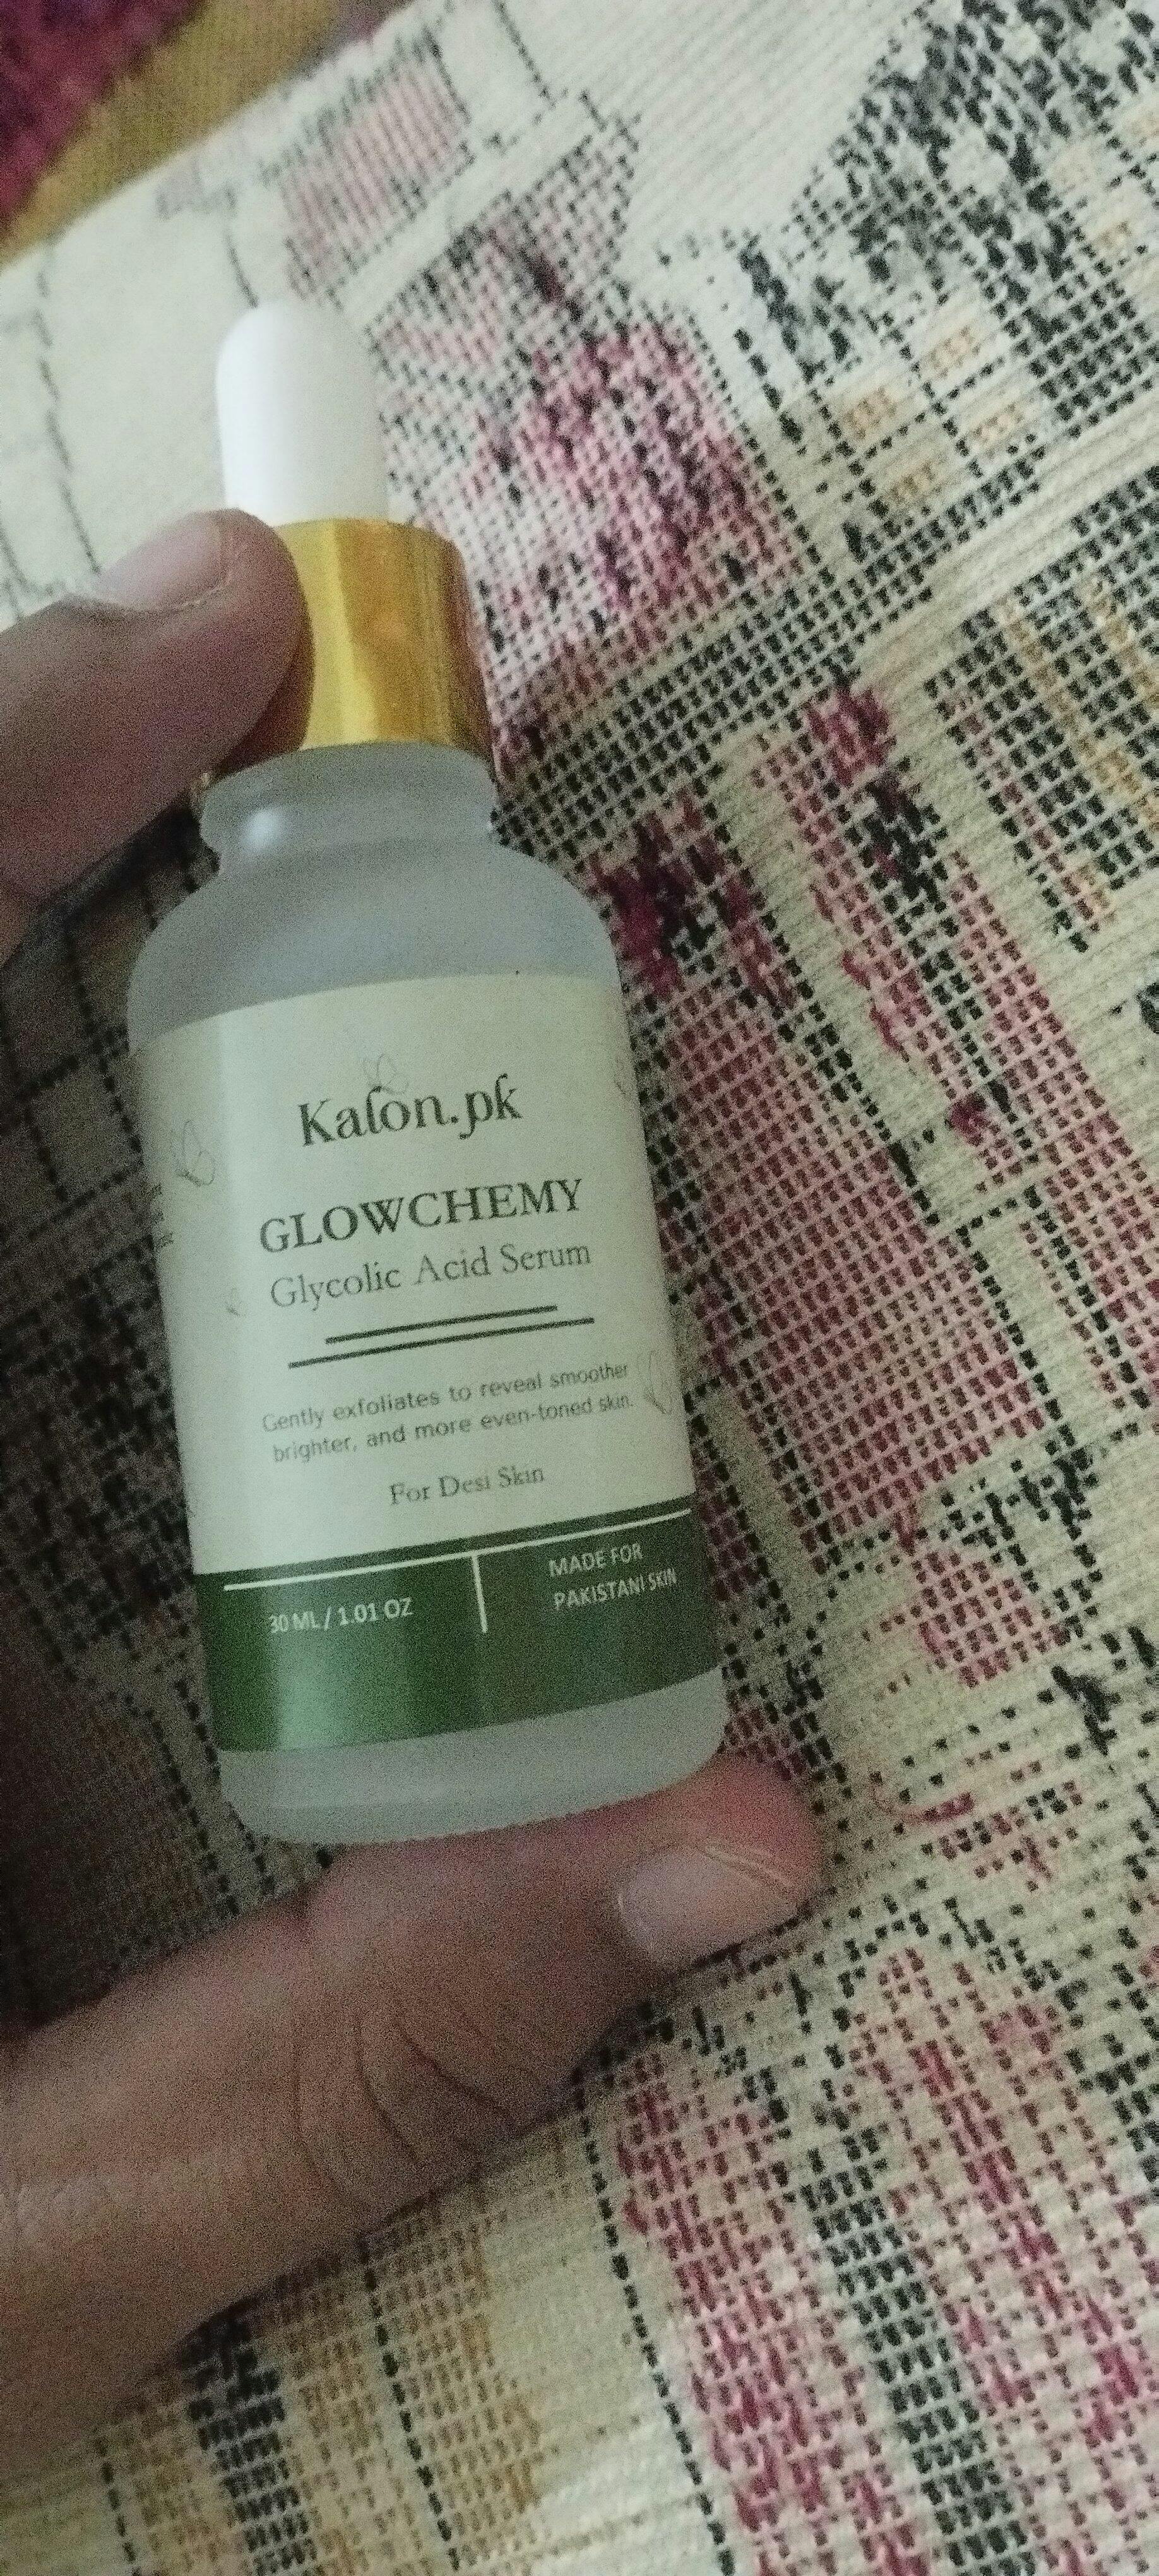 Kalon.pk
GLOWCHEMY
Glycolic Acid Serum
Gently exfoliates to reveal smoother
brighter, and more even-toned skin.
For Desi Skin
30 ML / 1.01 OZ
MADE FOR
PAKISTANI SKIN